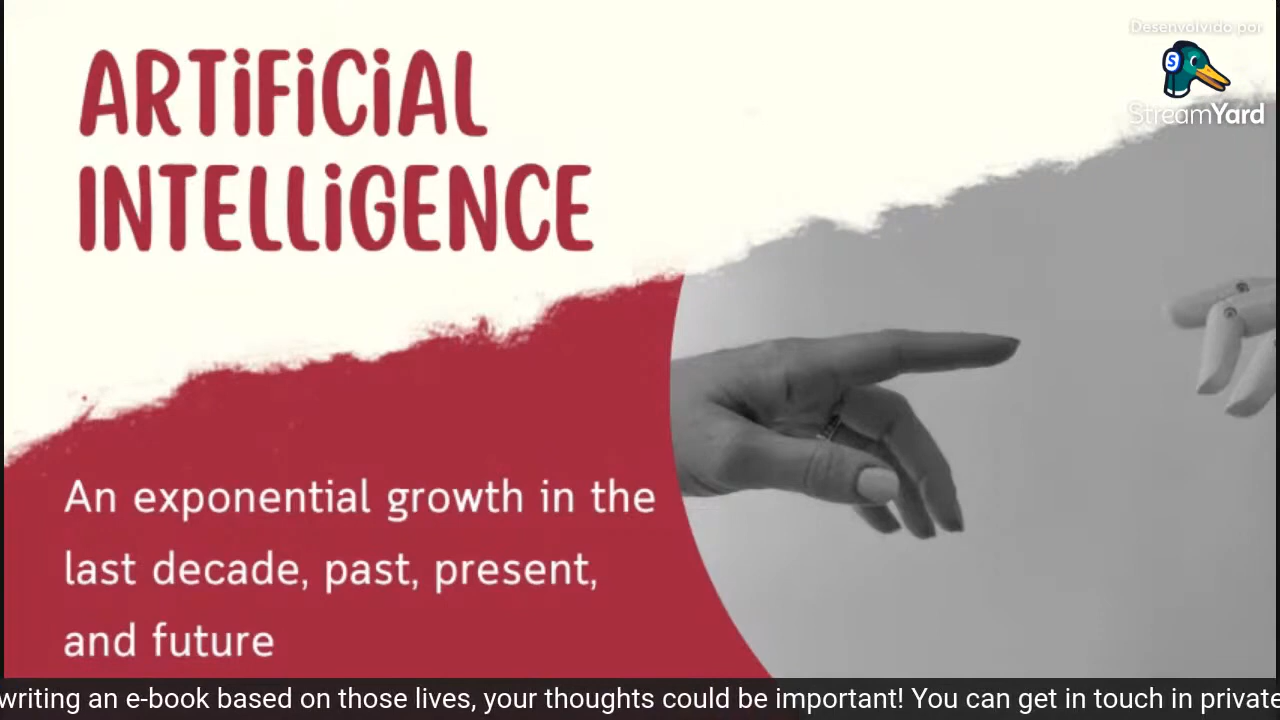 Desenvolvido por
S
StreamYard
ARTiFiCiAL
INTELLiGENCE
An exponential growth in the
last decade, past, present,
and future
writing an e-book based on those lives, your thoughts could be important! You can get in touch in private